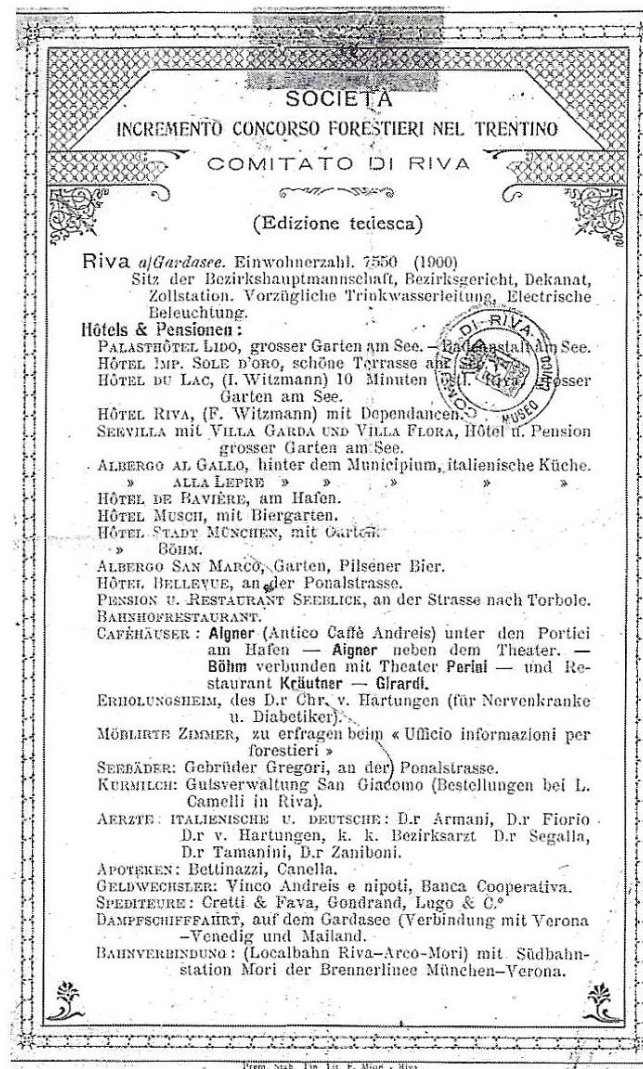 SOCIETÀ
INCREMENTO CONCORSO FORESTIERI NEL TRENTINO
COMITATO DI RIVA
(Edizione tedesca)
Riva a/Gardasee. Einwohnerzahl. 7550 (1900)
Sitz der Bezirkshauptmannschaft, Bezirksgericht, Dekanat,
Zollstation. Vorzügliche Trinkwasserleitung, Electrische
Beleuchtung.
Hôtels & Pensionen:
PALASTHÔTEL LIDO, grosser Garten am See. – Badeanstalt am See.
HÔTEL IMP. SOLE D'ORO, schöne Terrasse am See.
HÔTEL DU LAC, (I. Witzmann) 10 Minuten Riva grosser
Garten am See.
HÔTEL RIVA, (F. Witzmann) mit Dependancen.
SEEVILLA mit VILLA GARDA UND VILLA FLORA, Hôtel u. Pension
grosser Garten am See.
ALBERGO AL GALLO, hinter dem Municipium, italienische Küche.
» ALLA LEPRE » » » » »
HÔTEL DE BAVIÈRE, am Hafen.
HÔTEL MUSCH, mit Biergarten.
HÔTEL STADT MÜNCHEN, mit Garten.
» BÖHM.
ALBERGO SAN MARCO, Garten, Pilsener Bier.
HÔTEL BELLEVUE, an der Ponalstrasse.
PENSION U. RESTAURANT SEEBLICK, an der Strasse nach Torbole.
BAHNHOFRESTAURANT.
CAFÉHÄUSER: Aigner (Antico Caffè Andreis) unter den Portici
am Hafen — Aigner neben dem Theater. —
Böhm verbunden mit Theater Perini — und Re-
staurant Kräutner — Girardi.
ERHOLUNGSHEIM, des D.r Chr. v. Hartungen (für Nervenkranke
u. Diabetiker).
MÖBLIRTE ZIMMER, zu erfragen beim « Ufficio informazioni per
forestieri »
SEEBÄDER: Gebrüder Gregori, an der Ponalstrasse.
KURMILCH: Gutsverwaltung San Giacomo (Bestellungen bei L.
Camelli in Riva).
AERZTE ITALIENISCHE U. DEUTSCHE: D.r Armani, D.r Fiorio
D.r v. Hartungen, k. k. Bezirksarzt D.r Segalla,
D.r Tamanini, D.r Zaniboni.
APOTEKEN: Bettinazzi, Canella.
GELDWECHSLER: Vinco Andreis e nipoti, Banca Cooperativa.
SPEDITEURE: Cretti & Fava, Gondrand, Lugo & C.°
DAMPFSCHIFFFAHRT, auf dem Gardasee (Verbindung mit Verona
–Venedig und Mailand.
BAHNVERBINDUNG: (Localbahn Riva–Arco–Mori) mit Südbahn-
station Mori der Brennerlinee München–Verona.
DI RIVA
MUSEO
Prem. Stab. Tip. Lit. F. Miori - Riva